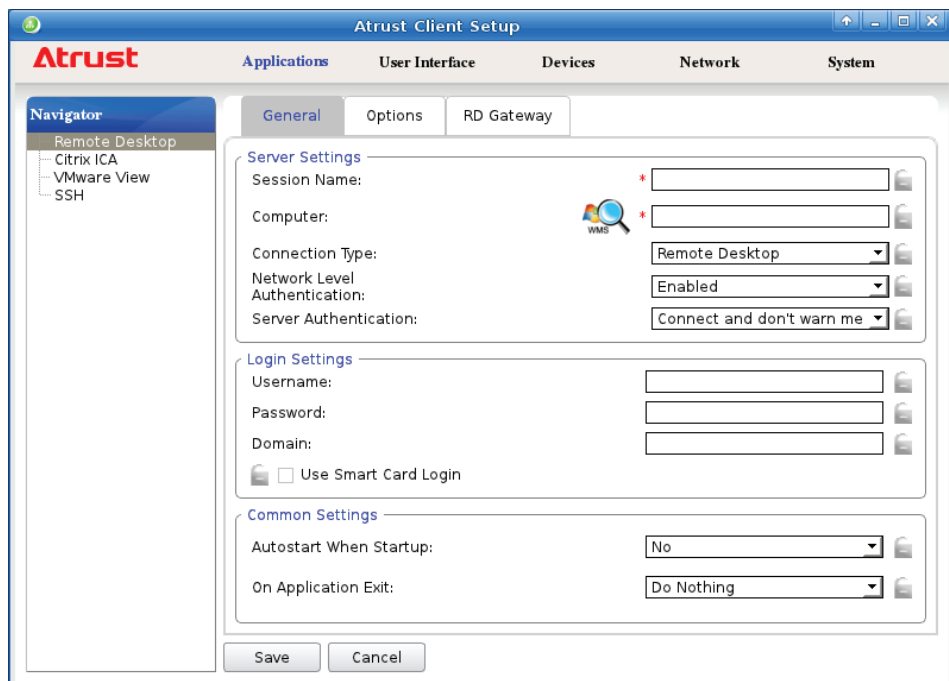 Atrust Client Setup
Atrust
Applications User Interface Devices Network System
Navigator
Remote Desktop
Citrix ICA
VMware View
SSH
General Options RD Gateway
Server Settings
Session Name: *
Computer: WMS *
Connection Type: Remote Desktop
Network Level
Authentication: Enabled
Server Authentication: Connect and don't warn me
Login Settings
Username:
Password:
Domain:
Use Smart Card Login
Common Settings
Autostart When Startup: No
On Application Exit: Do Nothing
Save Cancel